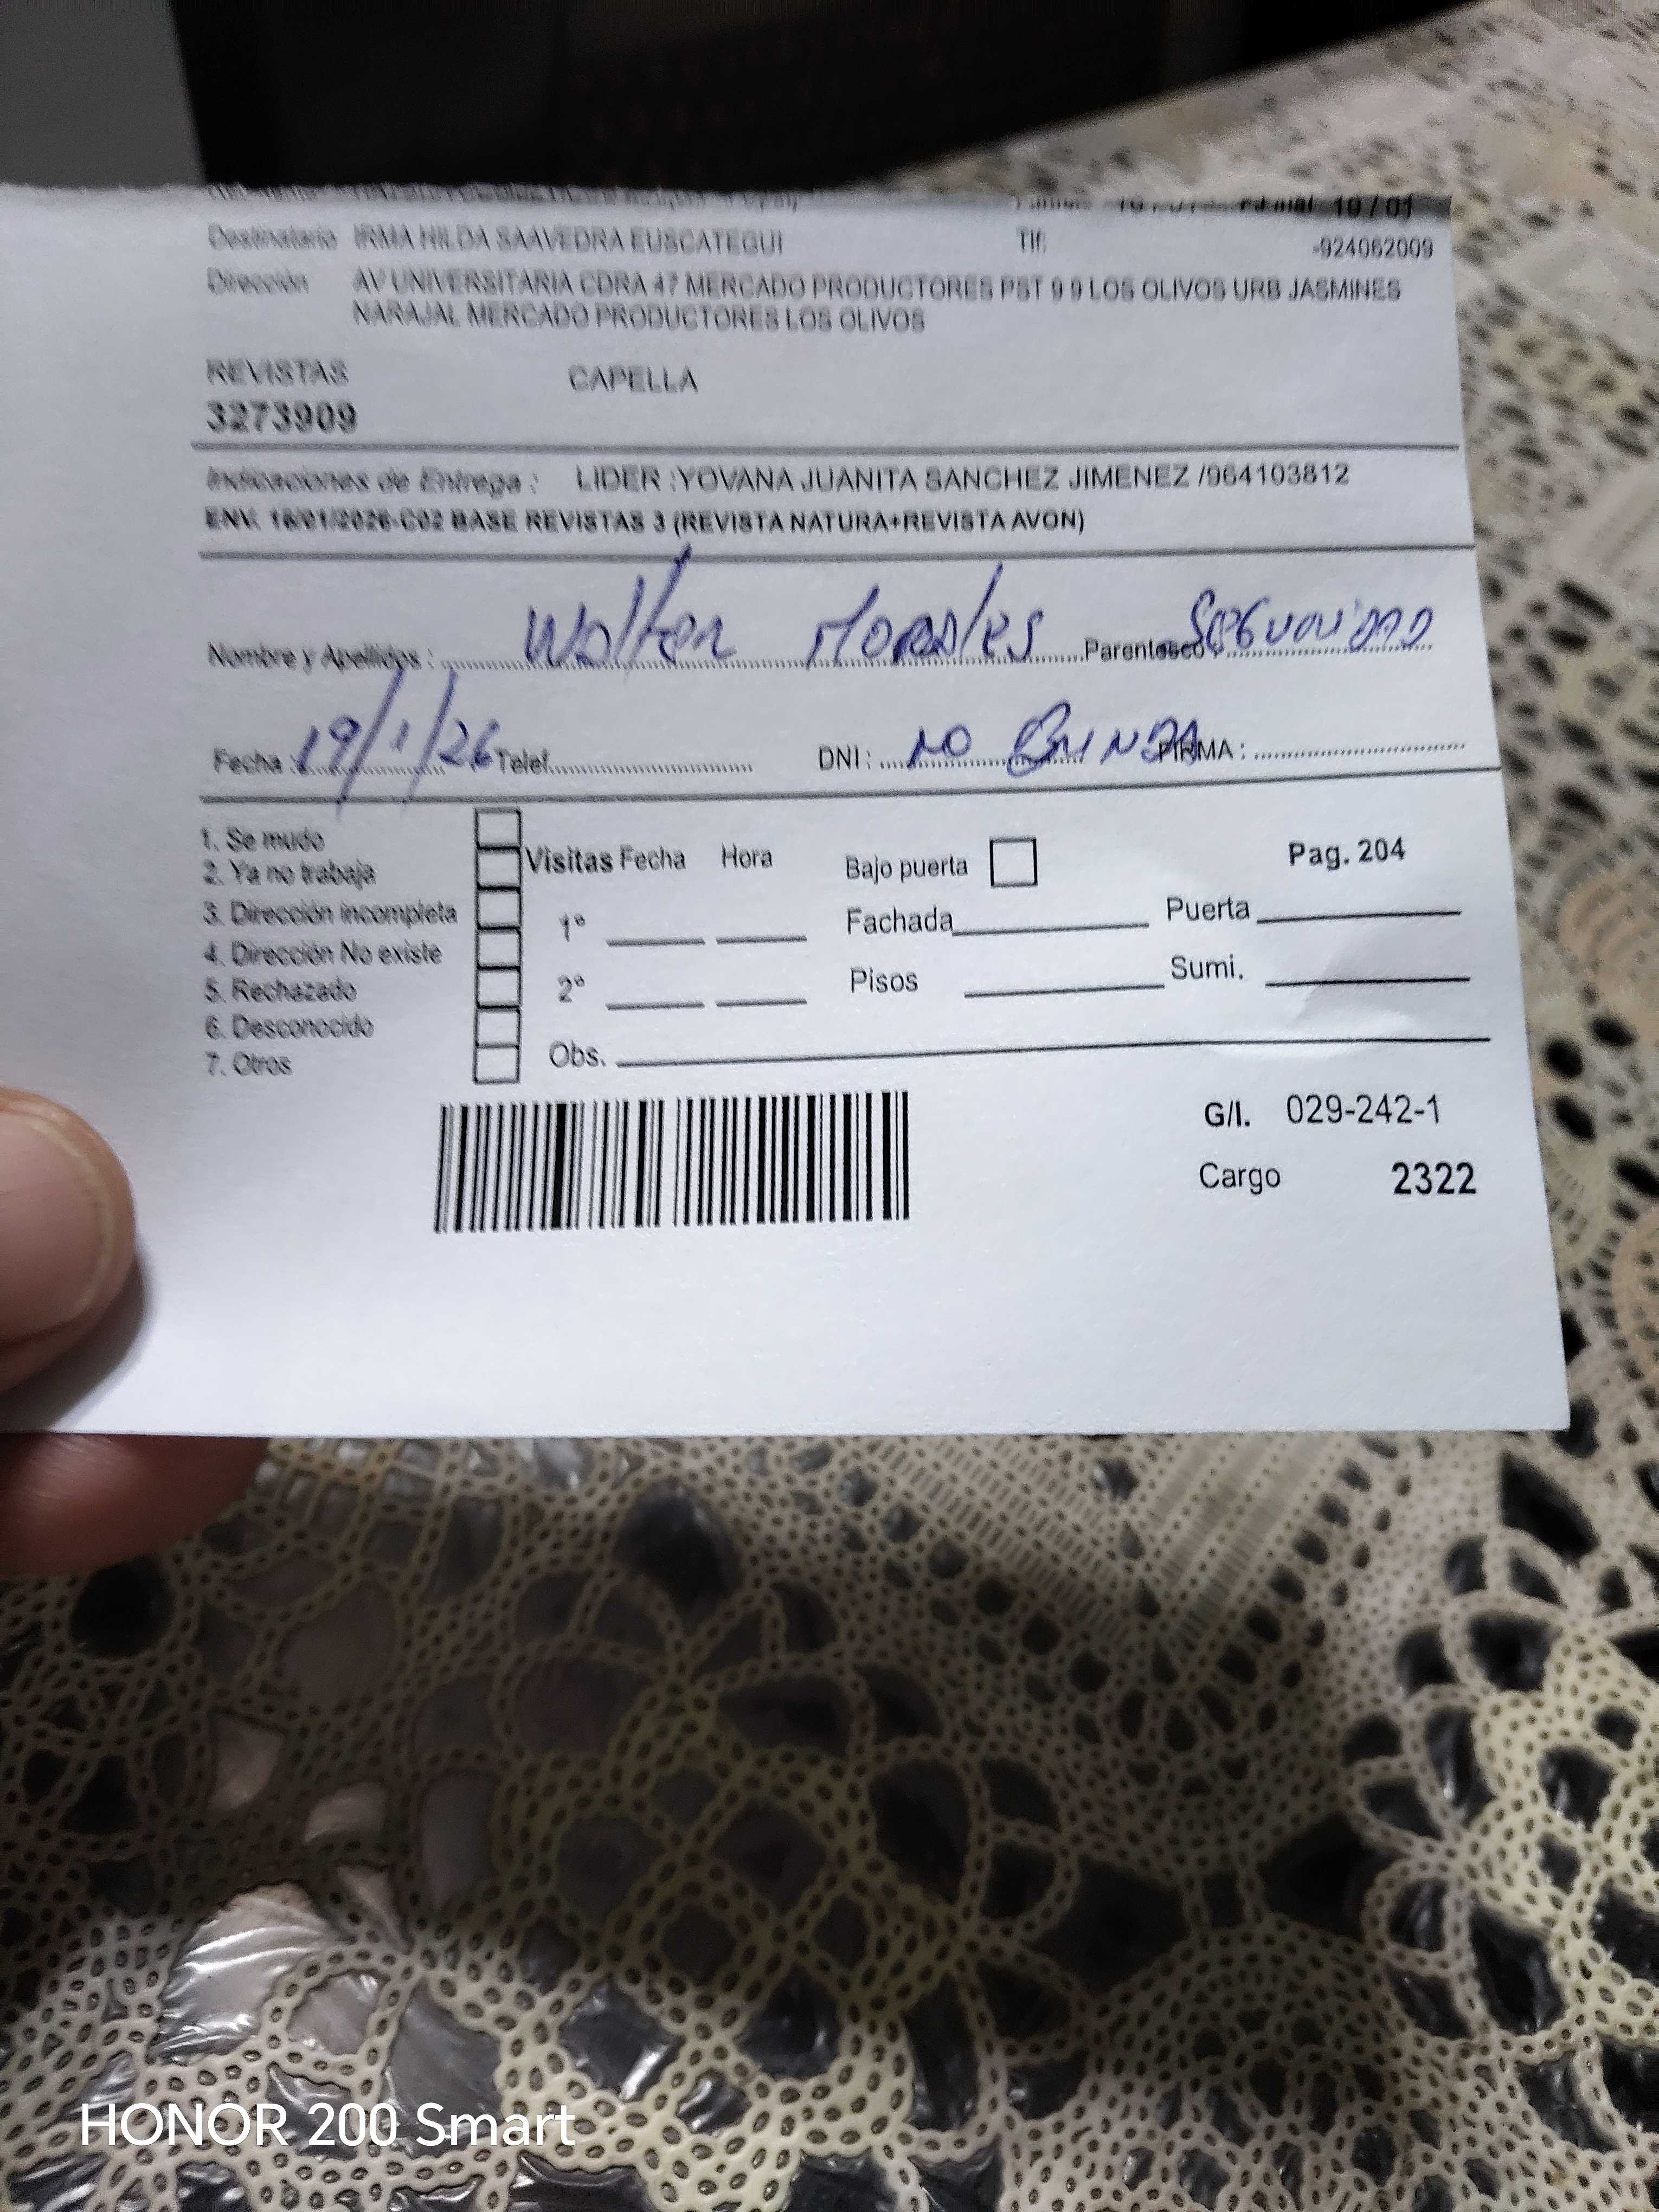 10/01
Destinatario IRMA HILDA SAAVEDRA EUSCATEGUI Tlf: -924062009
Dirección AV UNIVERSITARIA CDRA 47 MERCADO PRODUCTORES PST 9 9 LOS OLIVOS URB JASMINES
NARAJAL MERCADO PRODUCTORES LOS OLIVOS
REVISTAS CAPELLA
3273909
Indicaciones de Entrega : LIDER :YOVANA JUANITA SANCHEZ JIMENEZ /964103812
ENV. 16/01/2026-C02 BASE REVISTAS 3 (REVISTA NATURA+REVISTA AVON)
Nombre y Apellidos : Walter Morales Parentesco : Seguridad
Fecha : 19/1/26 Telef. DNI : NO BRINDA FIRMA :
1. Se mudo
2. Ya no trabaja
3. Dirección incompleta
4. Dirección No existe
5. Rechazado
6. Desconocido
7. Otros
Visitas Fecha Hora Bajo puerta Pag. 204
1° Fachada Puerta
2° Pisos Sumi.
Obs.
G/I. 029-242-1
Cargo 2322
HONOR 200 Smart